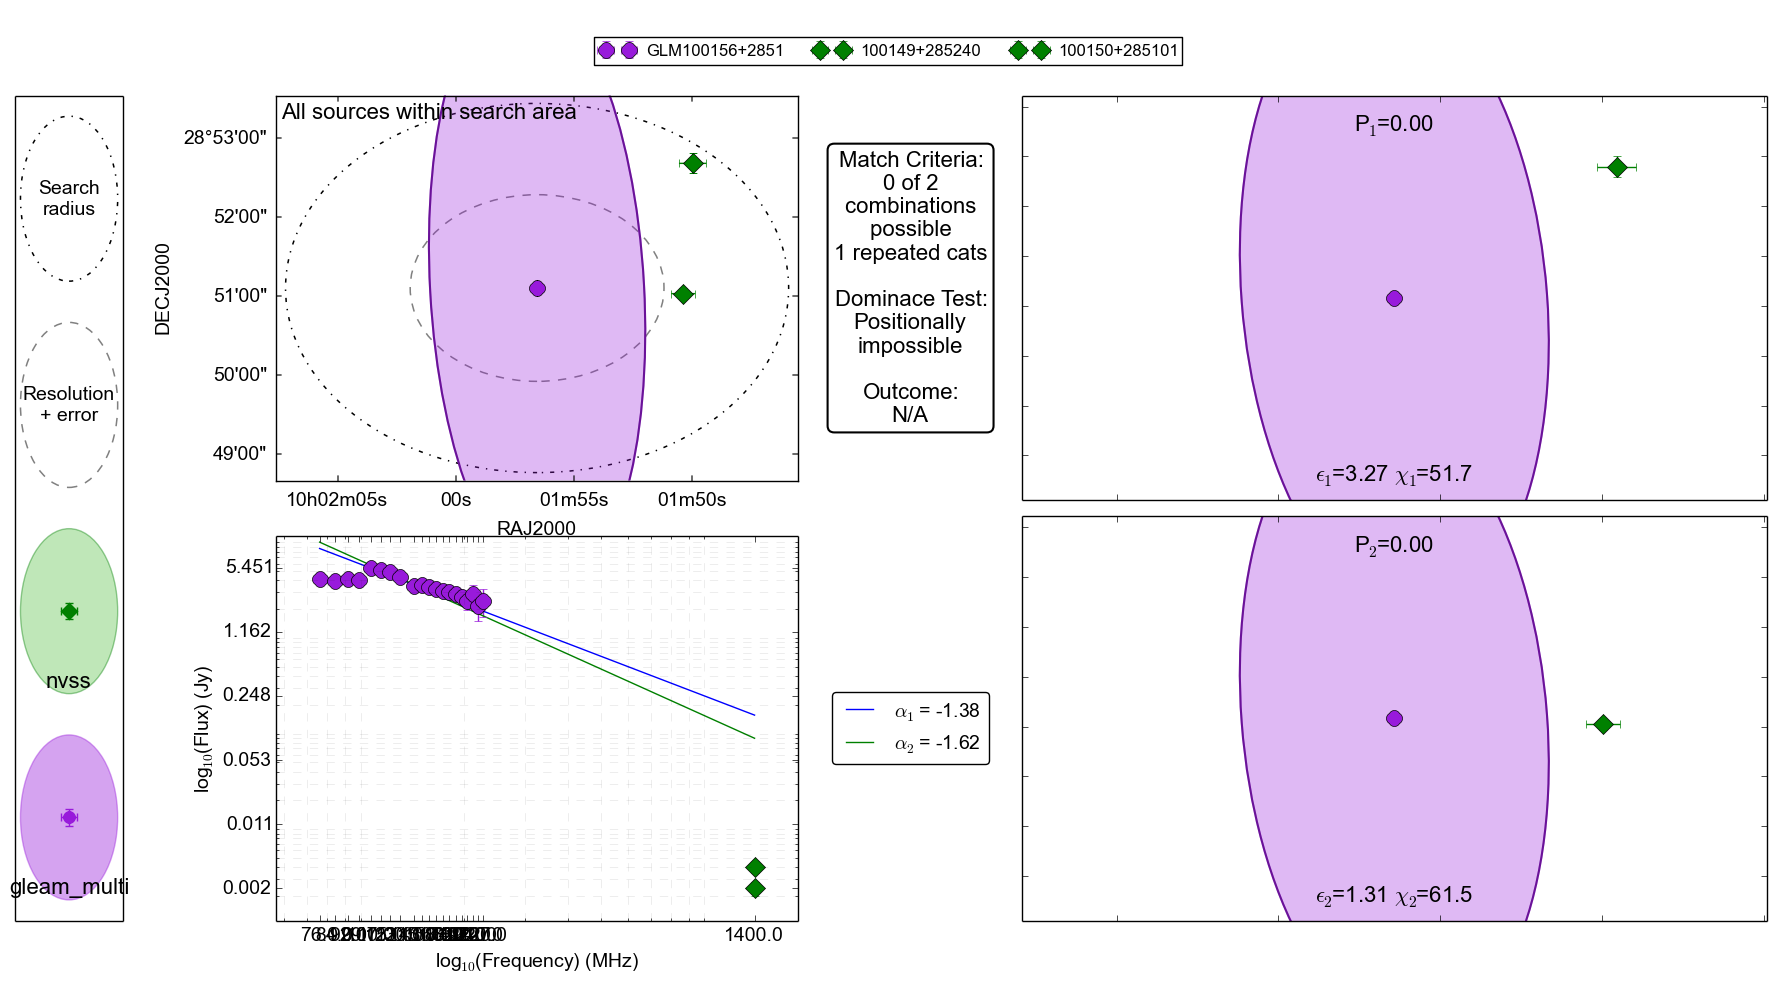 GLM100156+2851 100149+285240 100150+285101
Search
radius
Resolution
+ error
nvss
gleam_multi
All sources within search area
DECJ2000
28°53'00"
52'00"
51'00"
50'00"
49'00"
10h02m05s 00s 01m55s 01m50s
RAJ2000
Match Criteria:
0 of 2
combinations
possible
1 repeated cats
Dominace Test:
Positionally
impossible
Outcome:
N/A
P1=0.00
ϵ1=3.27 χ1=51.7
log10(Flux) (Jy)
5.451
1.162
0.248
0.053
0.011
0.002
1400.0
log10(Frequency) (MHz)
α1 = -1.38
α2 = -1.62
P2=0.00
ϵ2=1.31 χ2=61.5